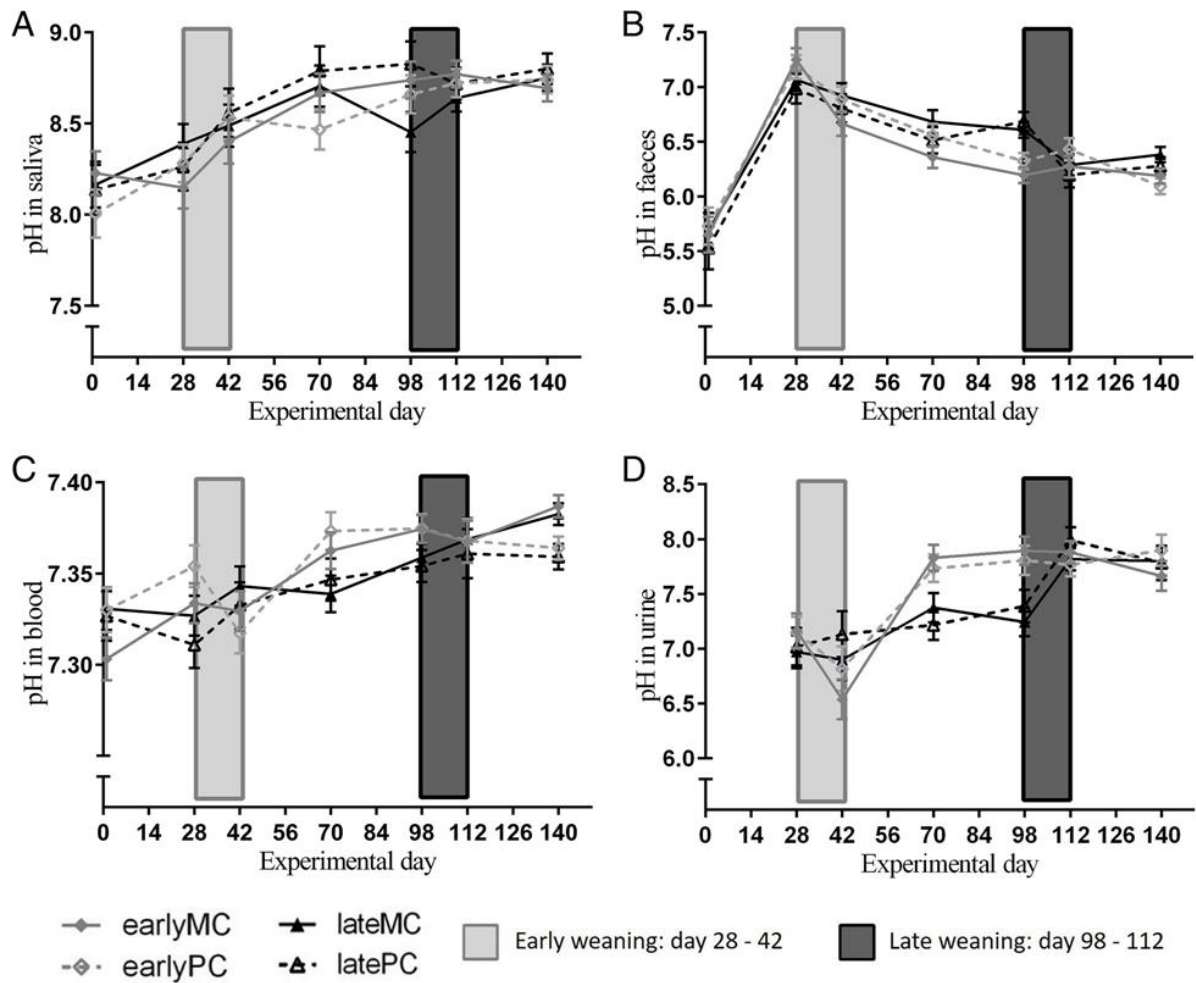 A
pH in saliva
9.0
8.5
8.0
7.5
0 14 28 42 56 70 84 98 112 126 140
Experimental day
B
pH in faeces
7.5
7.0
6.5
6.0
5.5
5.0
0 14 28 42 56 70 84 98 112 126 140
Experimental day
C
pH in blood
7.40
7.35
7.30
0 14 28 42 56 70 84 98 112 126 140
Experimental day
D
pH in urine
8.5
8.0
7.5
7.0
6.5
6.0
0 14 28 42 56 70 84 98 112 126 140
Experimental day
earlyMC
lateMC
earlyPC
latePC
Early weaning: day 28 - 42
Late weaning: day 98 - 112